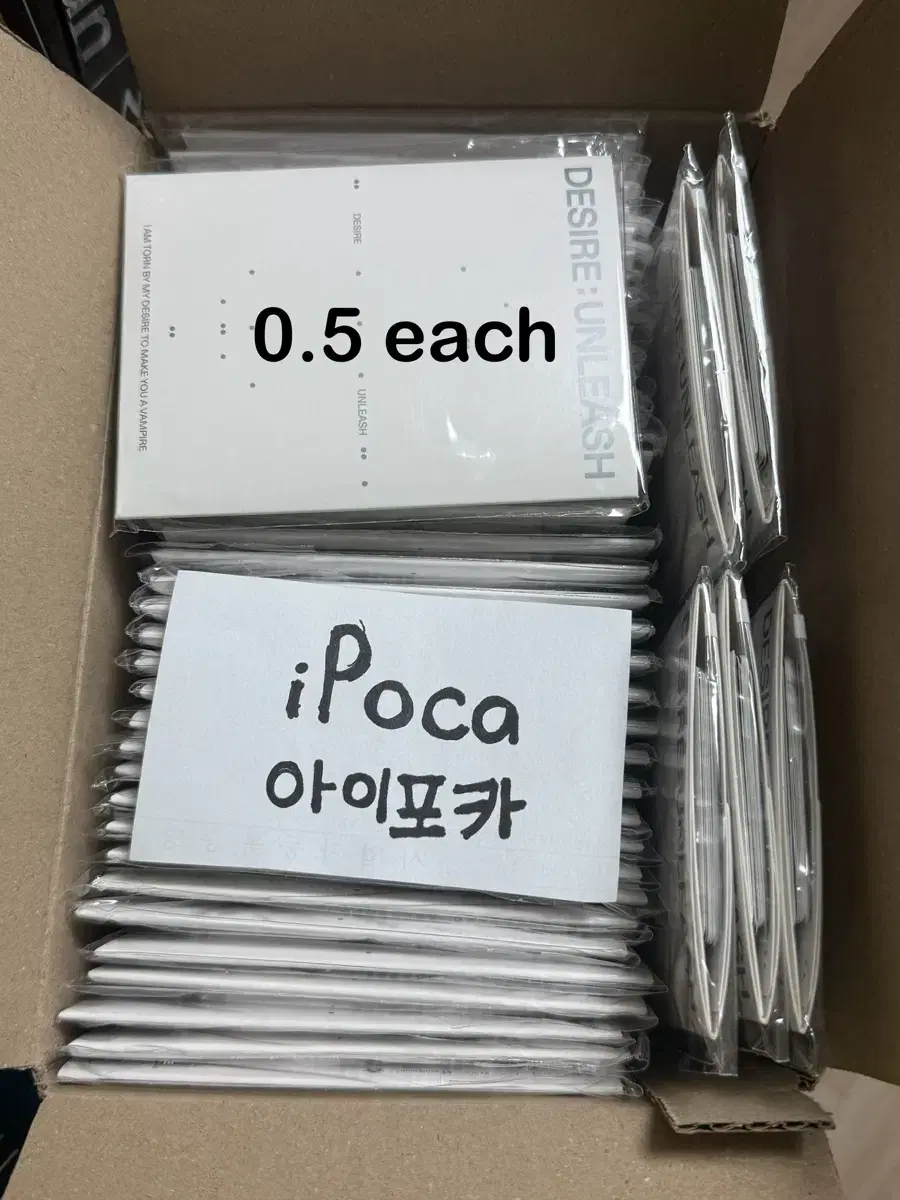 DESIRE : UNLEASH
DESIRE
UNLEASH
I AM TORN BY MY DESIRE TO MAKE YOU A VAMPIRE
0.5 each
iPoca
아이포카
UNLEASH